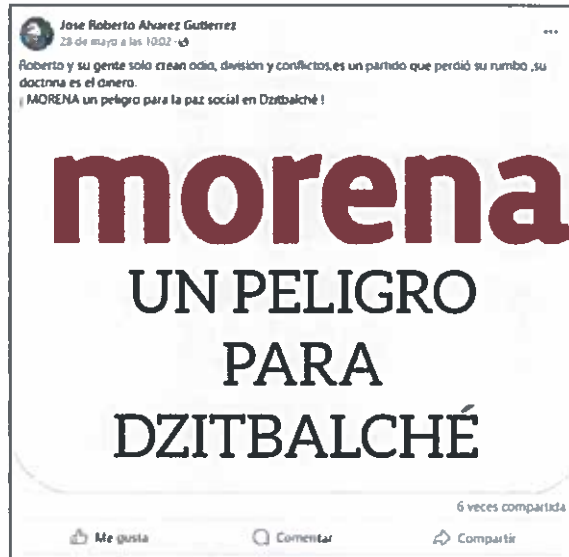 Jose Roberto Alvarez Gutierrez
28 de mayo a las 10:02
Roberto y su gente solo crean odio, división y conflictos,es un partido que perdió su rumbo ,su
doctrina es el dinero.
¡ MORENA un peligro para la paz social en Dzitbalché !
morena
UN PELIGRO
PARA
DZITBALCHÉ
6 veces compartida
Me gusta Comentar Compartir